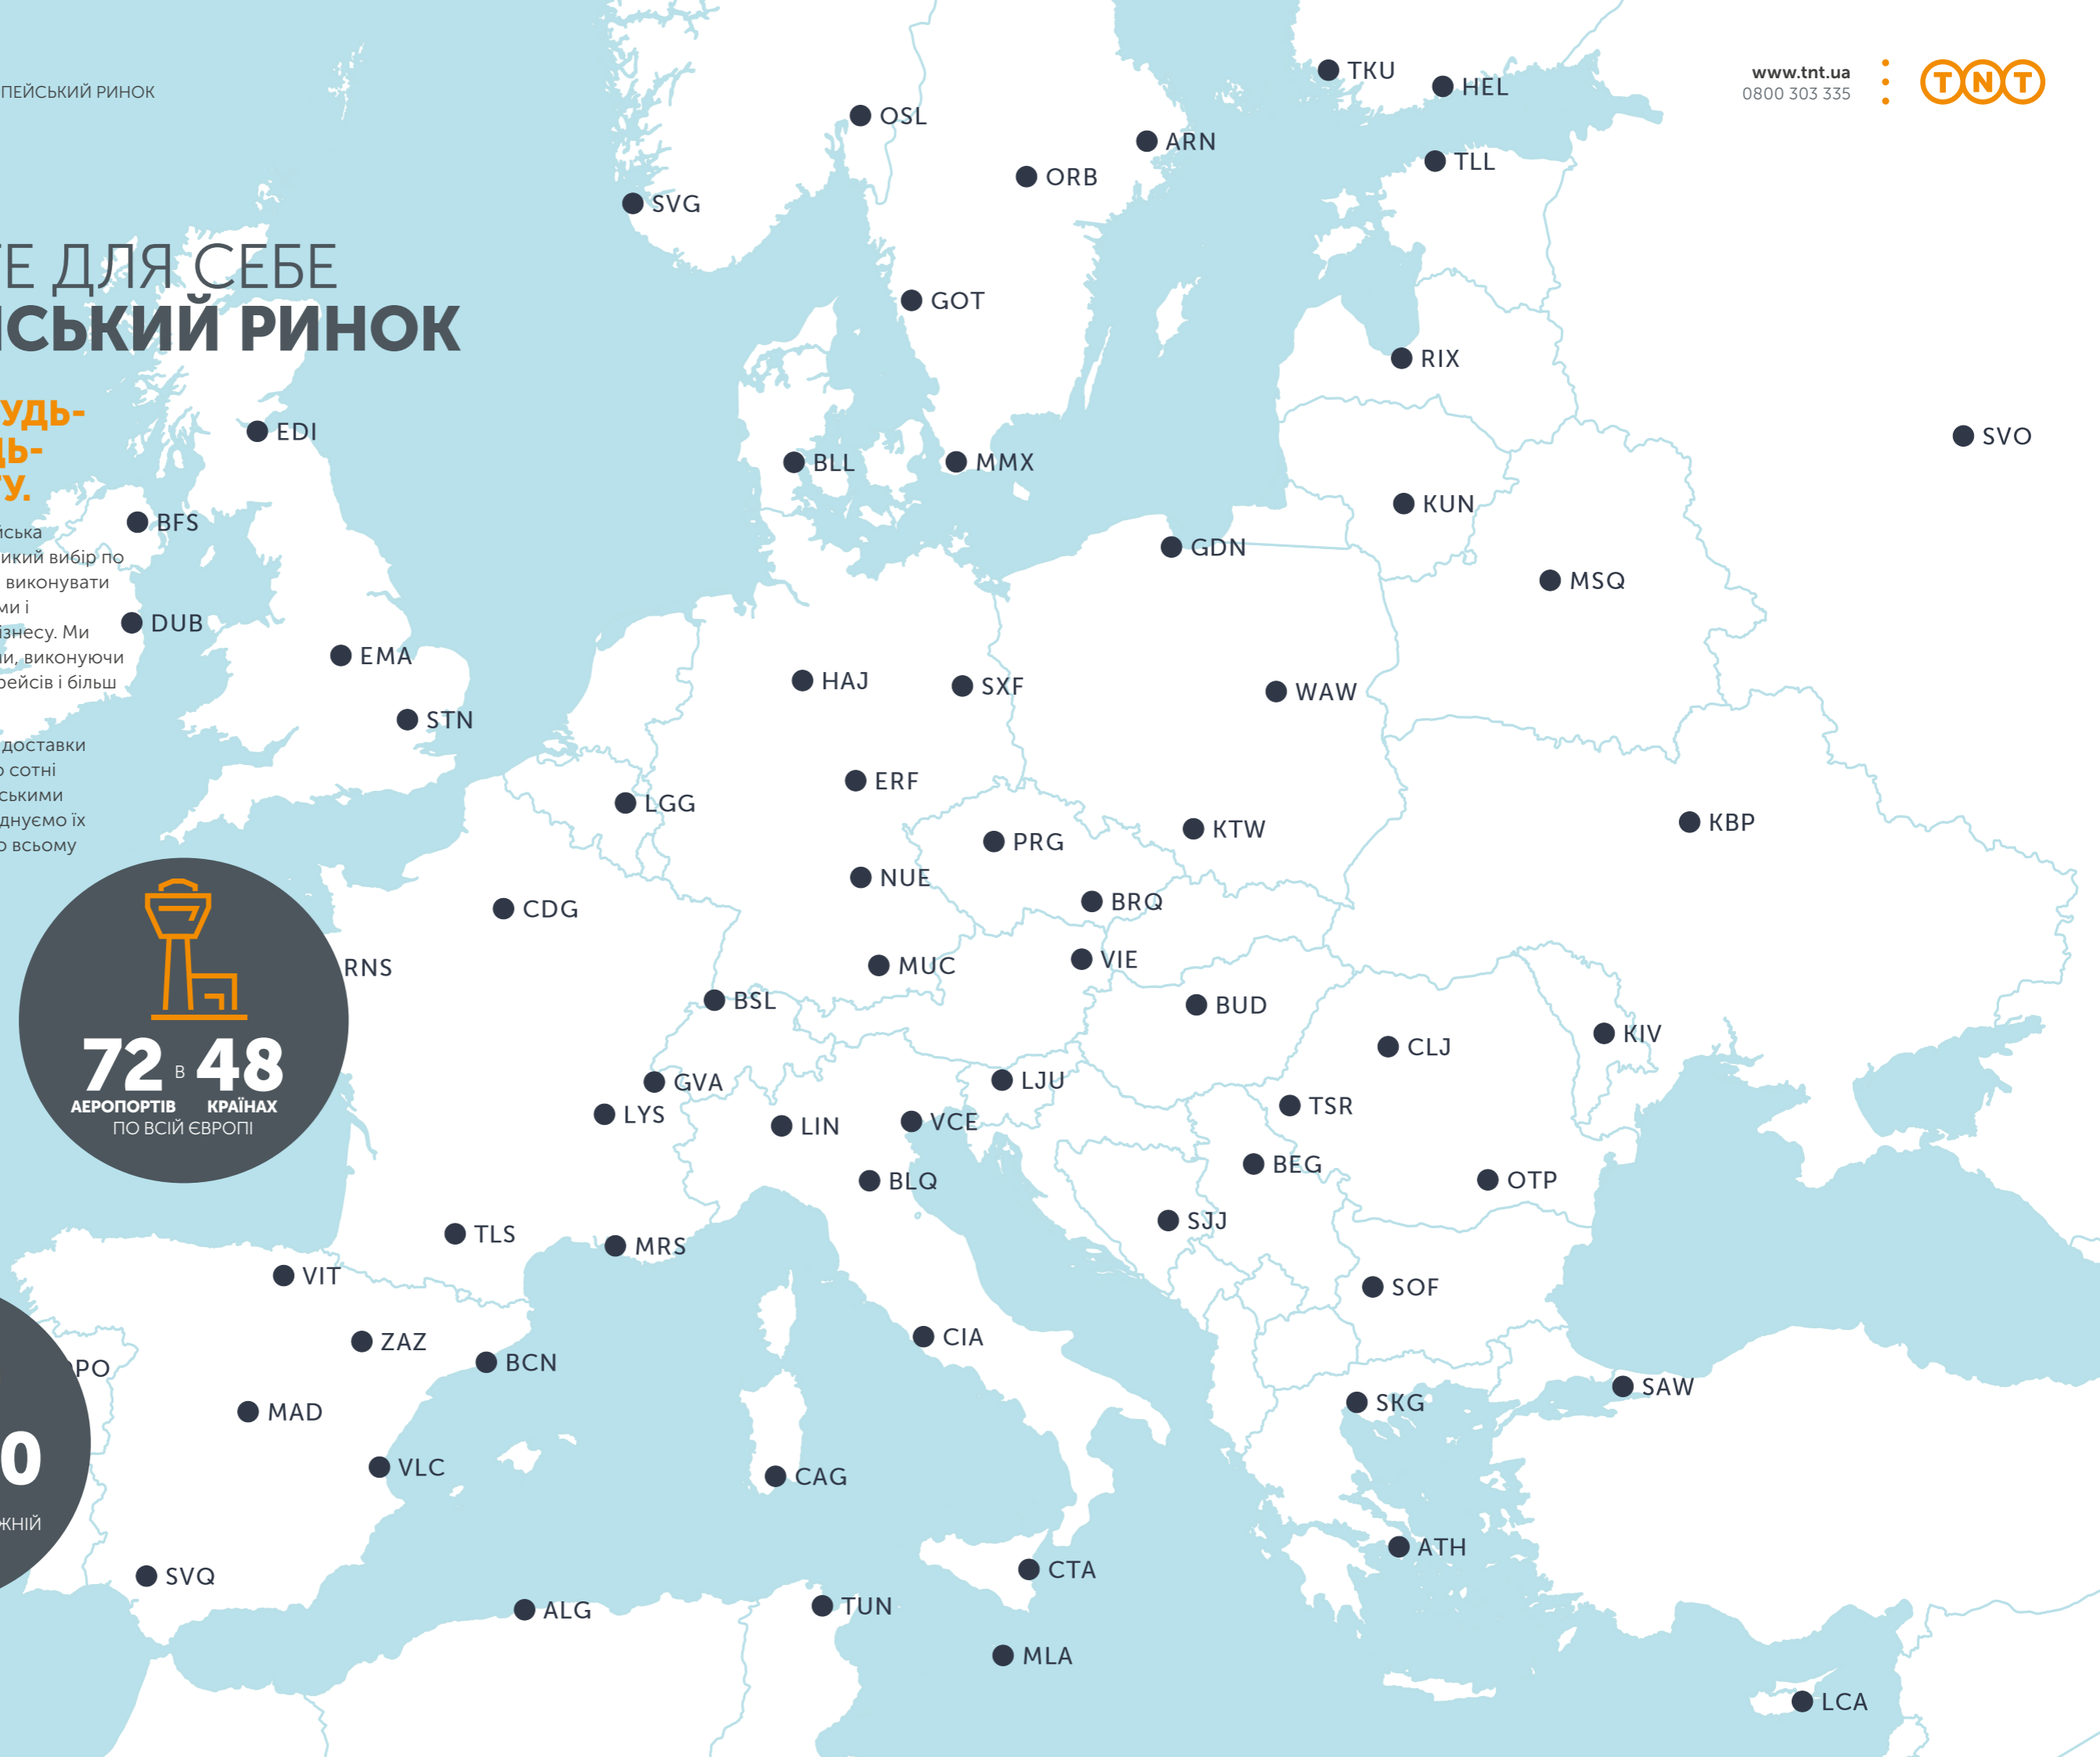 ПЕЙСЬКИЙ РИНОК
www.tnt.ua
0800 303 335
TNT
ТЕ ДЛЯ СЕБЕ
ЙСЬКИЙ РИНОК
УДЬ-
ДЬ-
У.
йська
икий вибір по
виконувати
ми і
ізнесу. Ми
и, виконуючи
рейсів і більш
доставки
о сотні
ськими
днуємо їх
о всьому
72 В 48
АЕРОПОРТІВ КРАЇНАХ
ПО ВСІЙ ЄВРОПІ
0
ЖНІЙ
TKU
HEL
OSL
ARN
TLL
ORB
SVG
GOT
RIX
EDI
SVO
BLL
MMX
KUN
BFS
GDN
MSQ
DUB
EMA
HAJ
SXF
WAW
STN
ERF
LGG
KBP
KTW
PRG
NUE
BRQ
CDG
VIE
MUC
RNS
BSL
BUD
KIV
CLJ
LJU
GVA
TSR
LYS
VCE
LIN
BEG
OTP
BLQ
SJJ
TLS
MRS
VIT
SOF
CIA
ZAZ
BCN
PO
SAW
SKG
MAD
VLC
CAG
ATH
CTA
SVQ
TUN
ALG
MLA
LCA